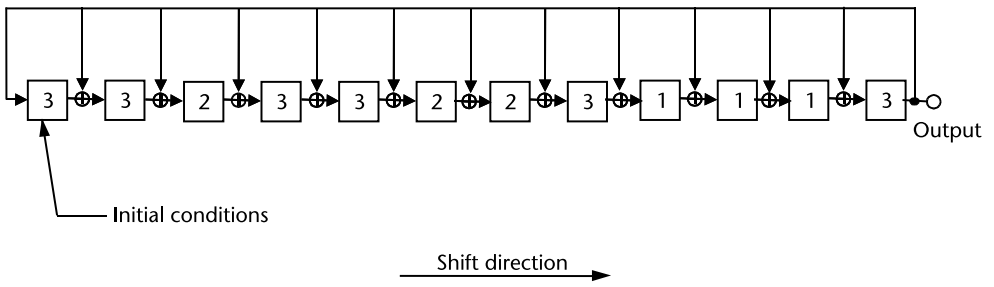 3 3 2 3 3 2 2 3 1 1 1 3
Output
Initial conditions
Shift direction